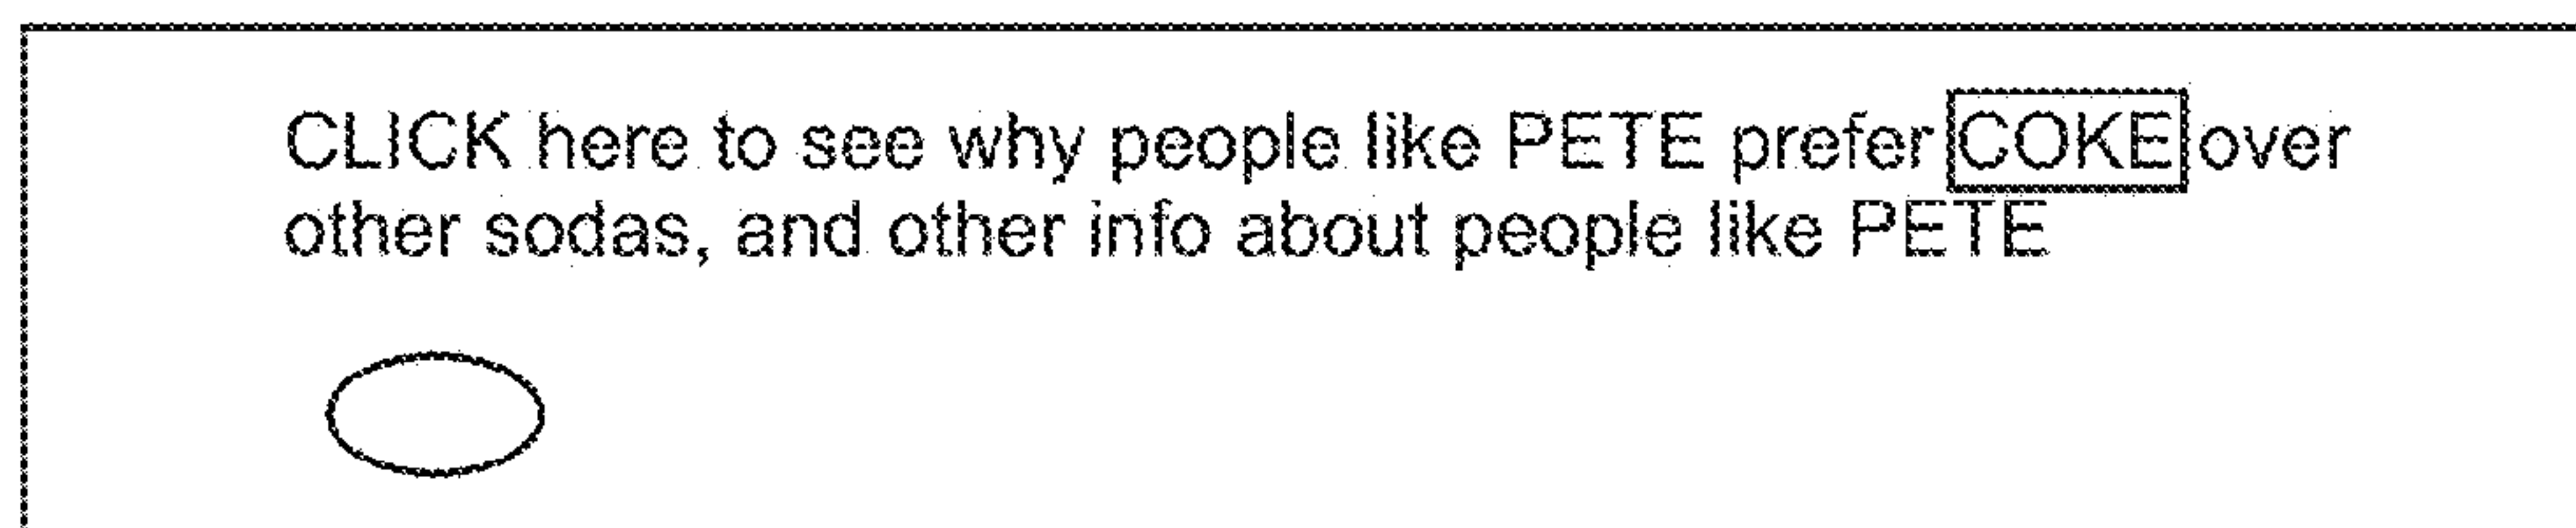 CLICK here to see why people like PETE prefer COKE over
other sodas, and other info about people like PETE